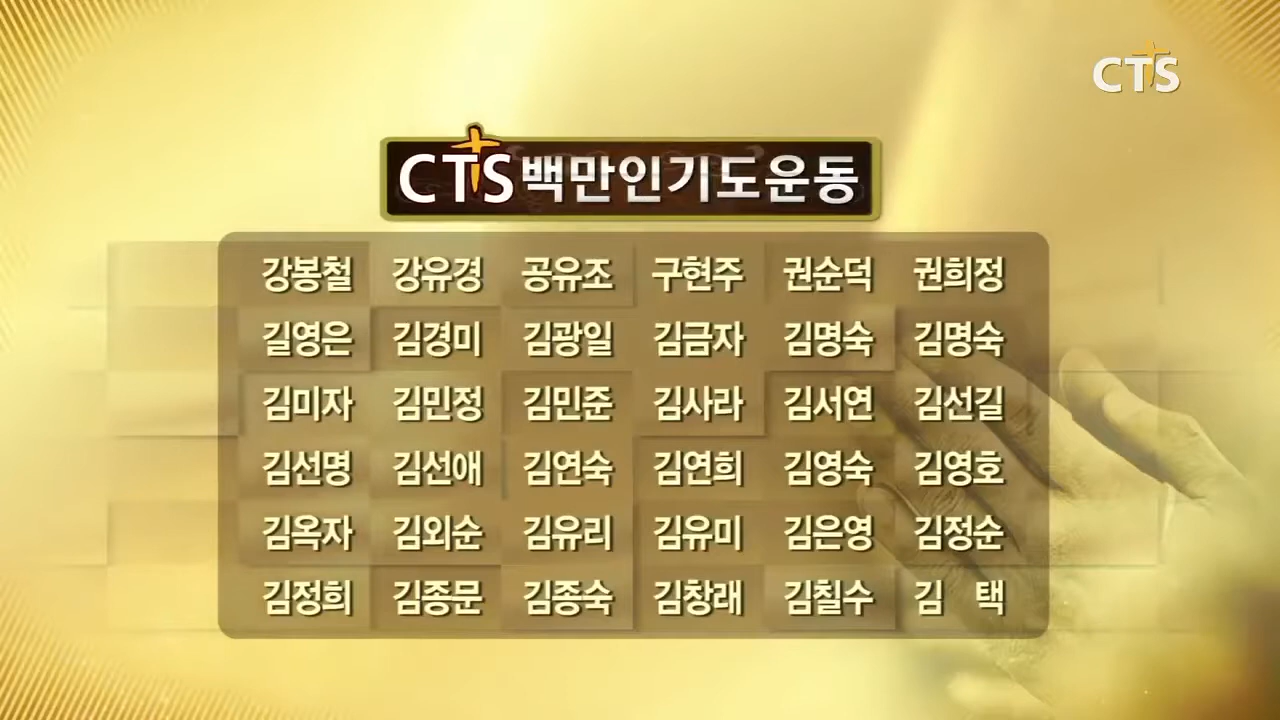 CTS
CTS백만인기도운동
강봉철 강유경 공유조 구현주 권순덕 권희정
길영은 김경미 김광일 김금자 김명숙 김명숙
김미자 김민정 김민준 김사라 김서연 김선길
김선명 김선애 김연숙 김연희 김영숙 김영호
김옥자 김외순 김유리 김유미 김은영 김정순
김정희 김종문 김종숙 김창래 김칠수 김 택